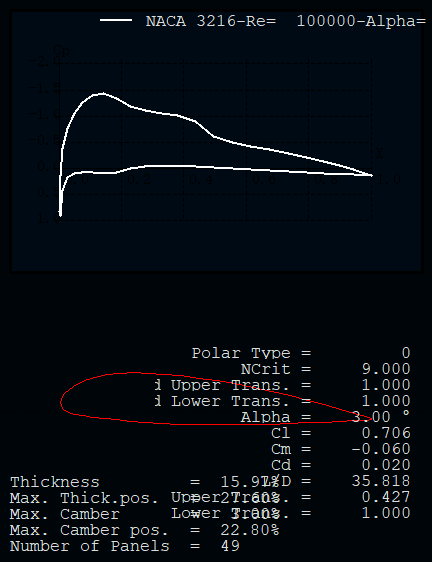 NACA 3216-Re= 100000-Alpha=
Polar Type = 0
NCrit = 9.000
d Upper Trans. = 1.000
d Lower Trans. = 1.000
Alpha = 3.00 °
Cl = 0.706
Cm = -0.060
Cd = 0.020
L/D = 35.818
Upper Trans. = 0.427
Lower Trans. = 1.000
Thickness = 15.97%
Max. Thick.pos. = 27.60%
Max. Camber = 3.00%
Max. Camber pos. = 22.80%
Number of Panels = 49